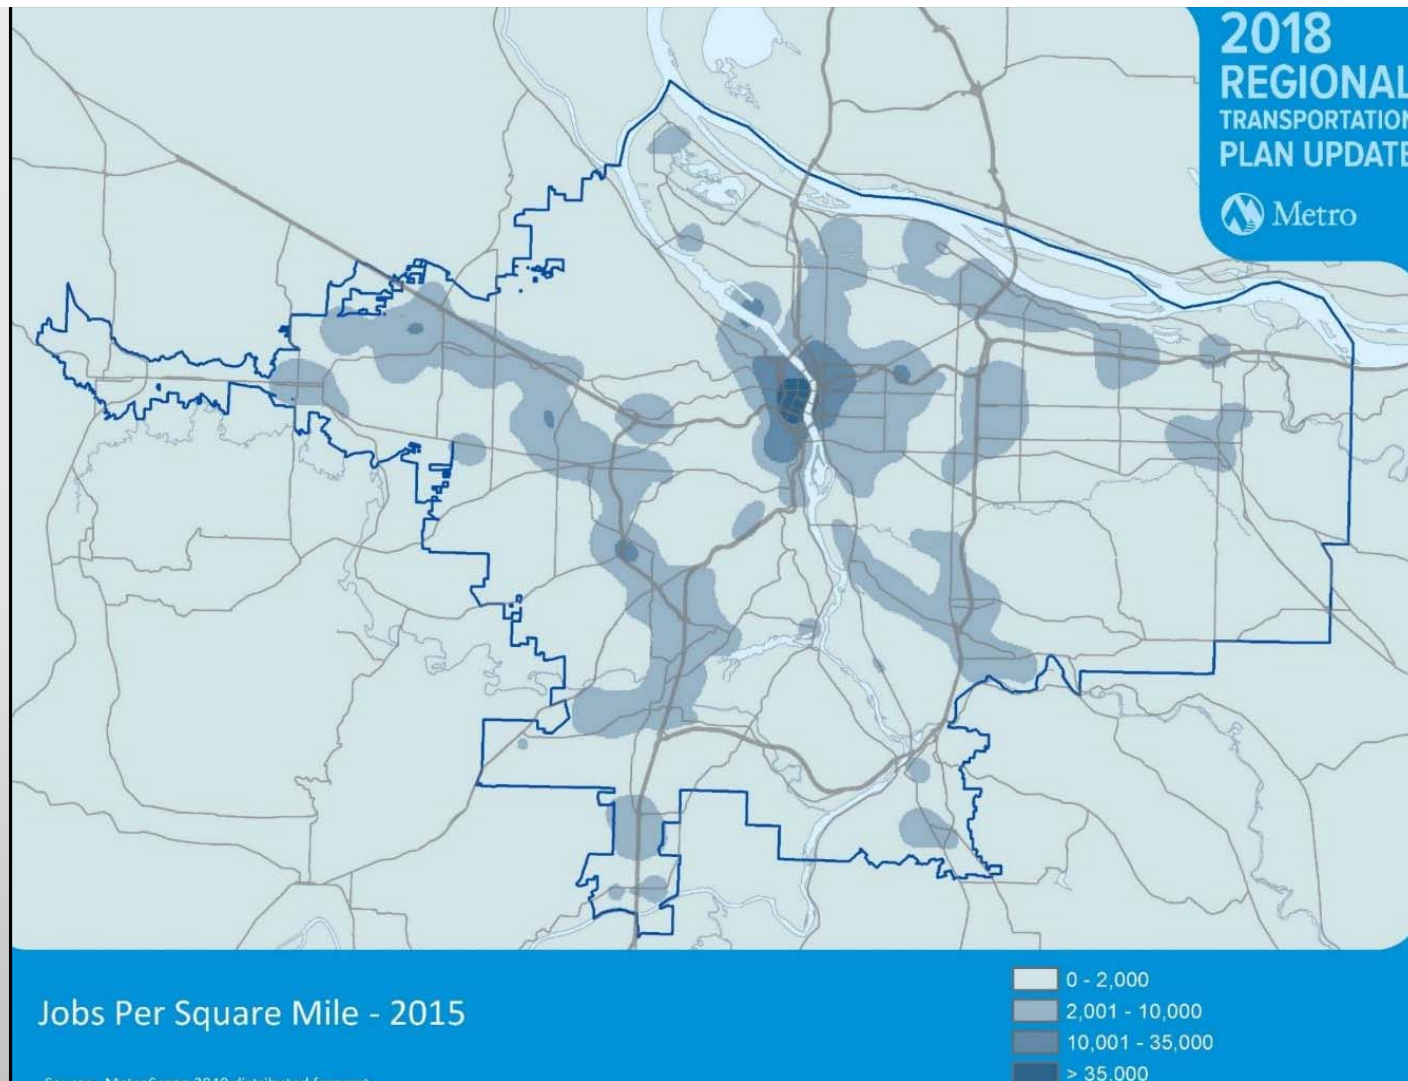 2018
REGIONAL
TRANSPORTATION
PLAN UPDATE
Metro
Jobs Per Square Mile - 2015
0 - 2,000
2,001 - 10,000
10,001 - 35,000
> 35,000